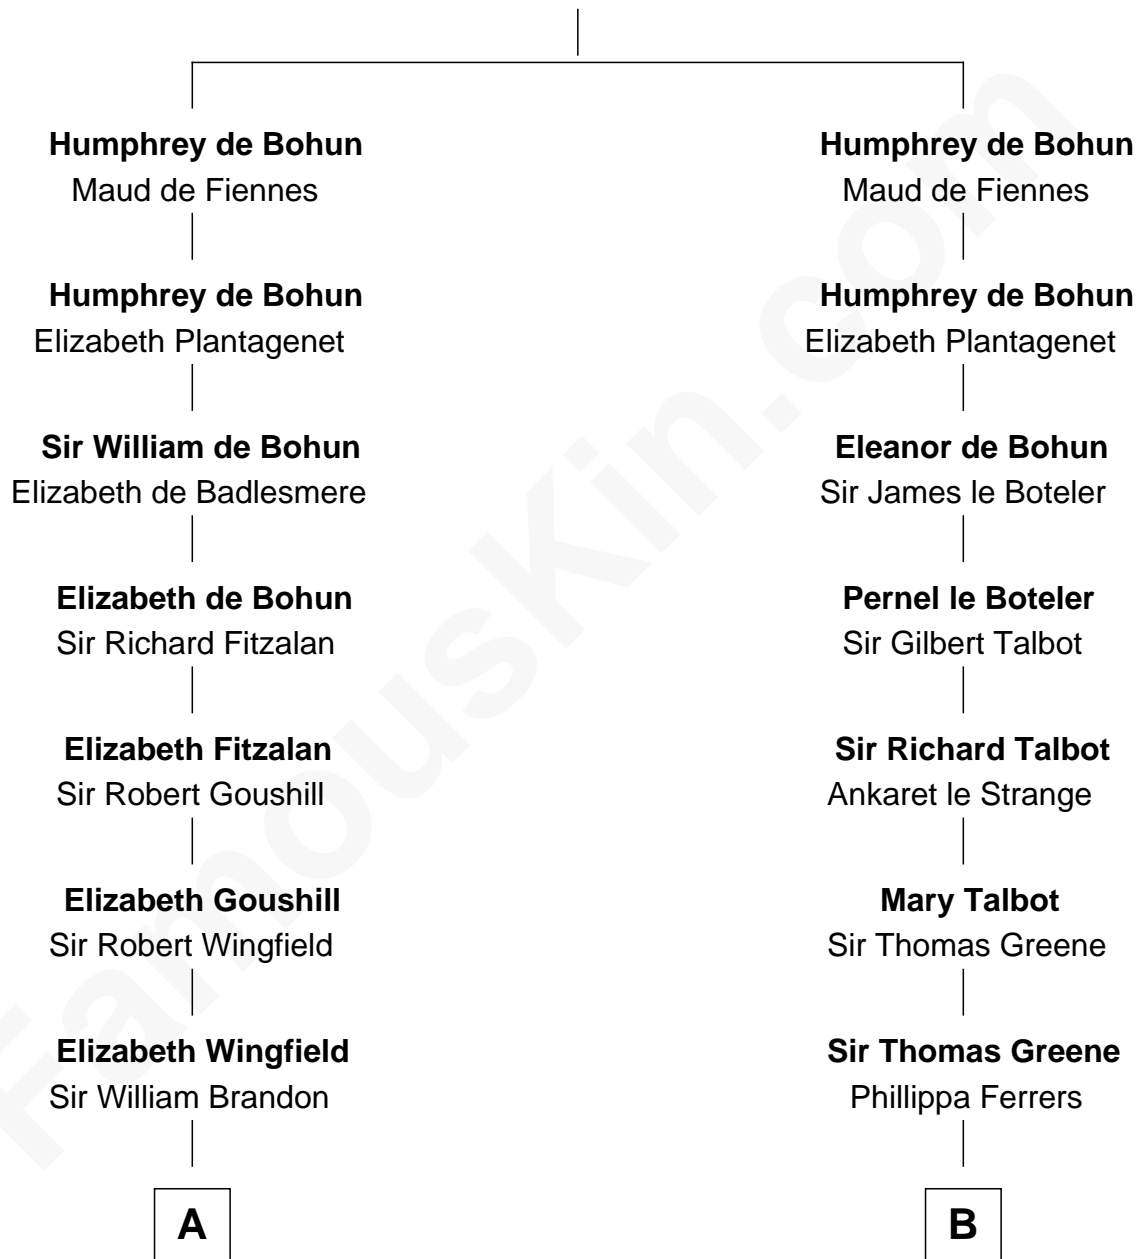 Humphrey de Bohun
Maud de Fiennes
Humphrey de Bohun
Elizabeth Plantagenet
Sir William de Bohun
Elizabeth de Badlesmere
Elizabeth de Bohun
Sir Richard Fitzalan
Elizabeth Fitzalan
Sir Robert Goushill
Elizabeth Goushill
Sir Robert Wingfield
Elizabeth Wingfield
Sir William Brandon
A
Humphrey de Bohun
Maud de Fiennes
Humphrey de Bohun
Elizabeth Plantagenet
Eleanor de Bohun
Sir James le Boteler
Pernel le Boteler
Sir Gilbert Talbot
Sir Richard Talbot
Ankaret le Strange
Mary Talbot
Sir Thomas Greene
Sir Thomas Greene
Phillippa Ferrers
B
FamousKin.com